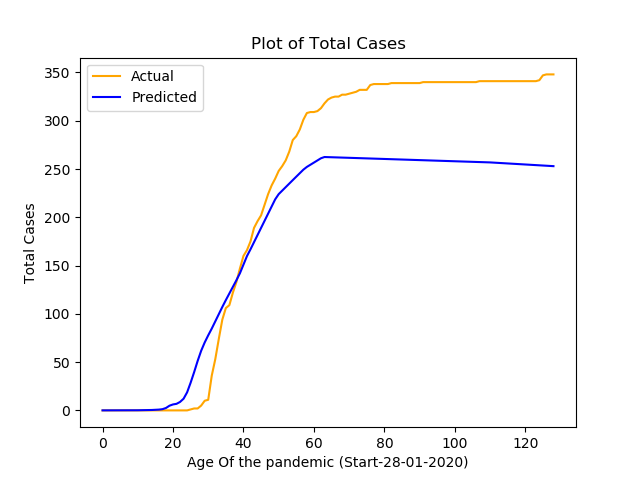 Plot of Total Cases
Actual
Predicted
350
300
250
200
150
100
50
0
Total Cases
0 20 40 60 80 100 120
Age Of the pandemic (Start-28-01-2020)